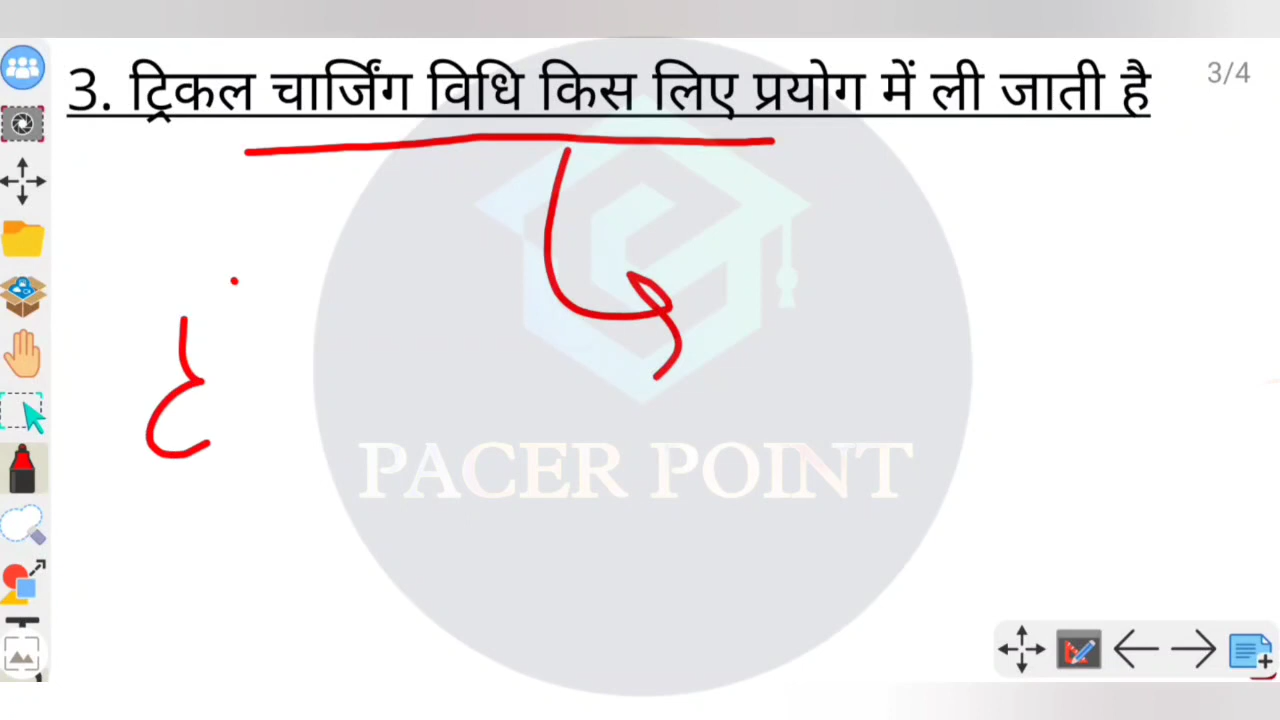 3. ट्रिकल चार्जिंग विधि किस लिए प्रयोग में ली जाती है
3/4
PACER POINT